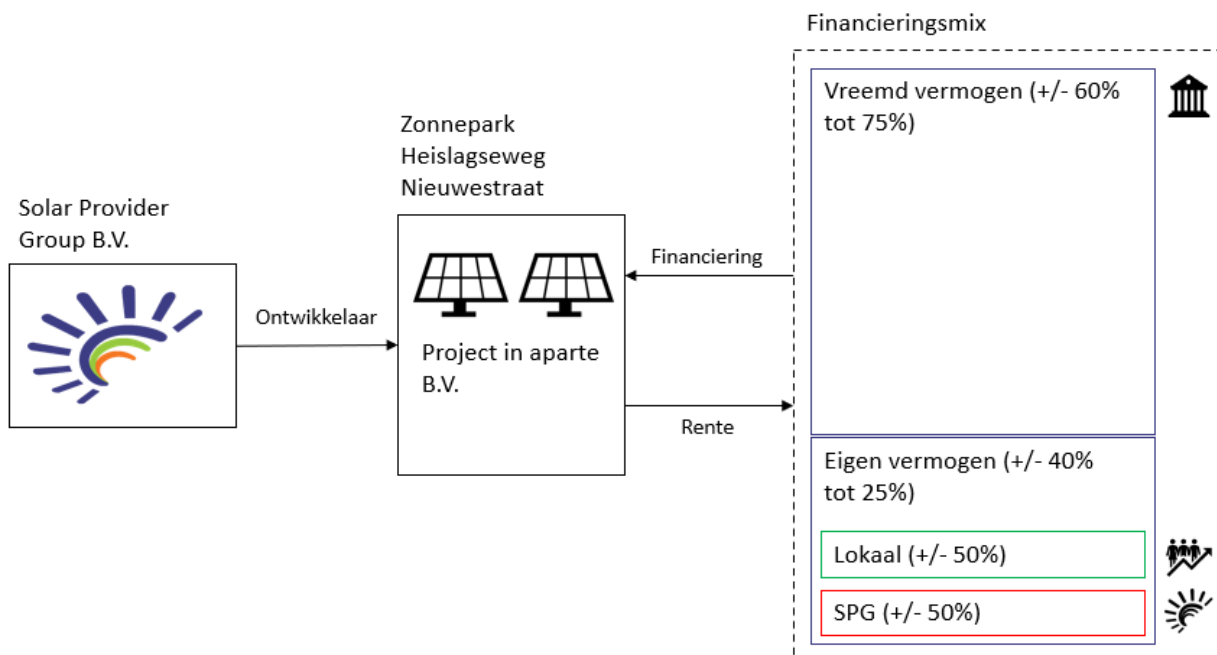 Financieringsmix
Vreemd vermogen (+/- 60%
tot 75%)
Zonnepark
Heislagseweg
Nieuwestraat
Solar Provider
Group B.V.
Financiering
Ontwikkelaar
Project in aparte
B.V.
Rente
Eigen vermogen (+/- 40%
tot 25%)
Lokaal (+/- 50%)
SPG (+/- 50%)